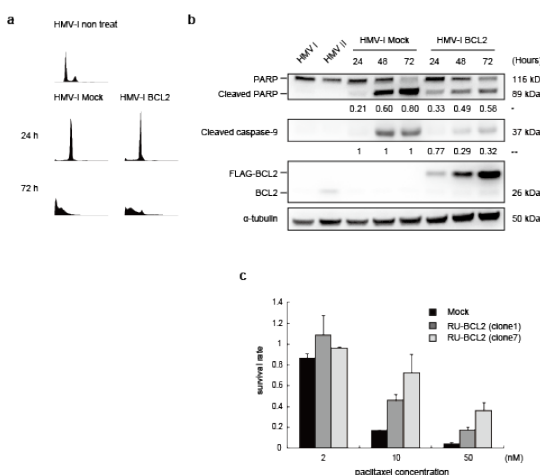 a
HMV-I non treat
HMV-I Mock HMV-I BCL2
24 h
72 h
b
HMV I HMV II HMV-I Mock HMV-I BCL2
24 48 72 24 48 72 (Hours)
PARP 116 kD
Cleaved PARP 89 kDa
0.21 0.60 0.80 0.33 0.49 0.58 -
Cleaved caspase-9 37 kDa
1 1 1 0.77 0.29 0.32 --
FLAG-BCL2
BCL2 26 kDa
α-tubulin 50 kDa
c
survival rate
1.4
1.2
1
0.8
0.6
0.4
0.2
0
Mock
RU-BCL2 (clone1)
RU-BCL2 (clone7)
2 10 50 (nM)
paclitaxel concentration